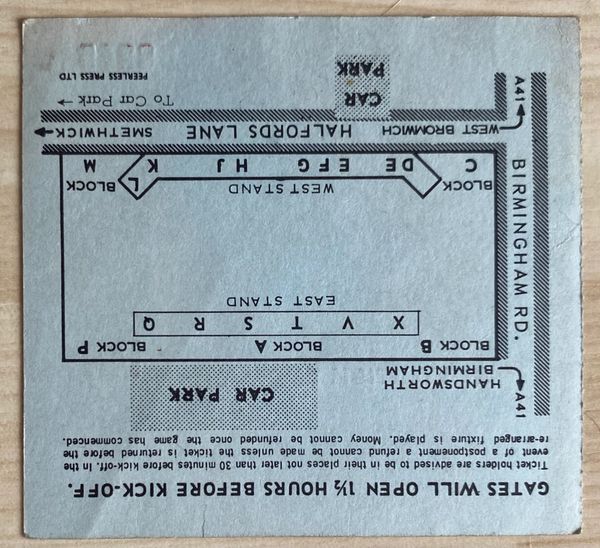 GATES WILL OPEN 1½ HOURS BEFORE KICK-OFF.
Ticket holders are advised to be in their places not later than 30 minutes before kick-off. In the
event of a postponement a refund cannot be made unless the ticket is returned before the
re-arranged fixture is played. Money cannot be refunded once the game has commenced.
A41
HANDSWORTH
BIRMINGHAM
CAR PARK
BLOCK B
BLOCK A
BLOCK P
X V T S R Q
EAST STAND
BIRMINGHAM RD.
WEST STAND
BLOCK C
D E F G H J K
L
BLOCK M
WEST BROMWICH
HALFORDS LANE
SMETHWICK
A41
CAR
PARK
To Car Park
PEERLESS PRESS LTD